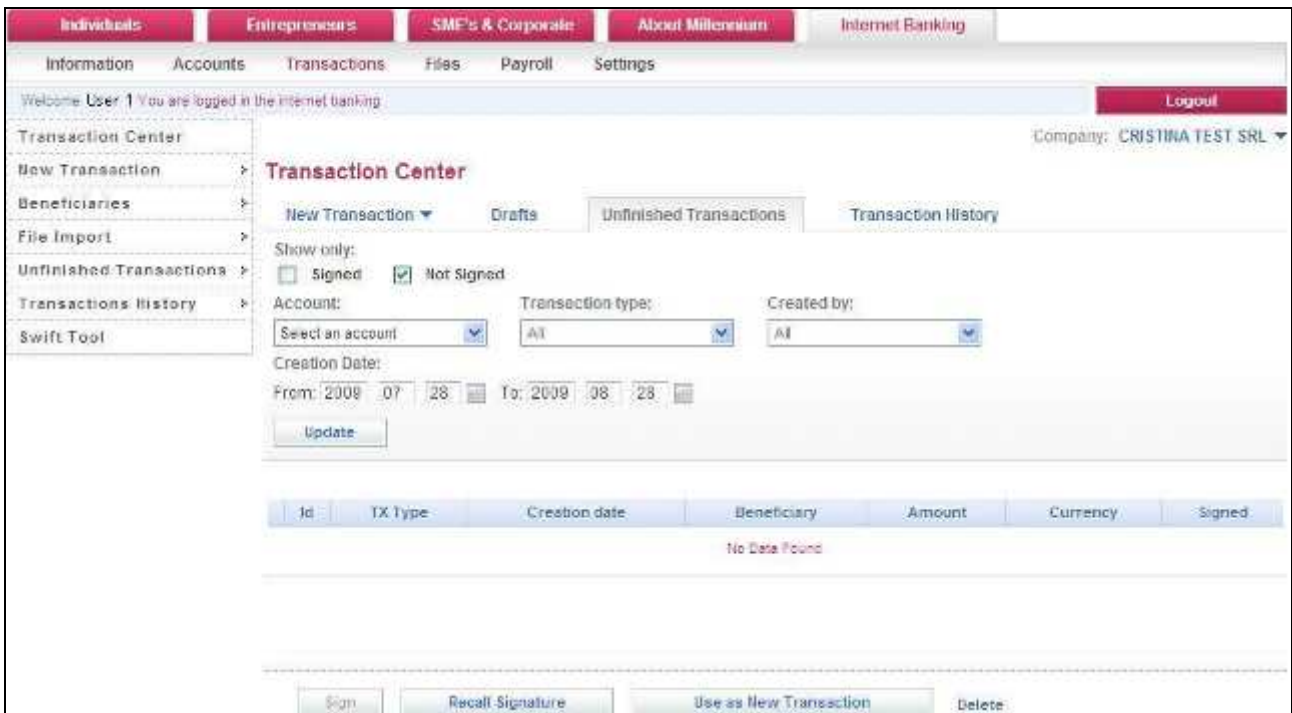 Individuals Entrepreneurs SME's & Corporate About Millennium Internet Banking
Information Accounts Transactions Files Payroll Settings
Welcome User 1 You are logged in the internet banking Logout
Company: CRISTINA TEST SRL
Transaction Center
New Transaction
Beneficiaries
File Import
Unfinished Transactions
Transactions History
Swift Tool
Transaction Center
New Transaction Drafts Unfinished Transactions Transaction History
Show only:
Signed Not Signed
Account: Transaction type: Created by:
Select an account All All
Creation Date:
From: 2009 07 28 To: 2009 08 28
Update
Id TX Type Creation date Beneficiary Amount Currency Signed
No Data Found
Sign Recall Signature Use as New Transaction Delete